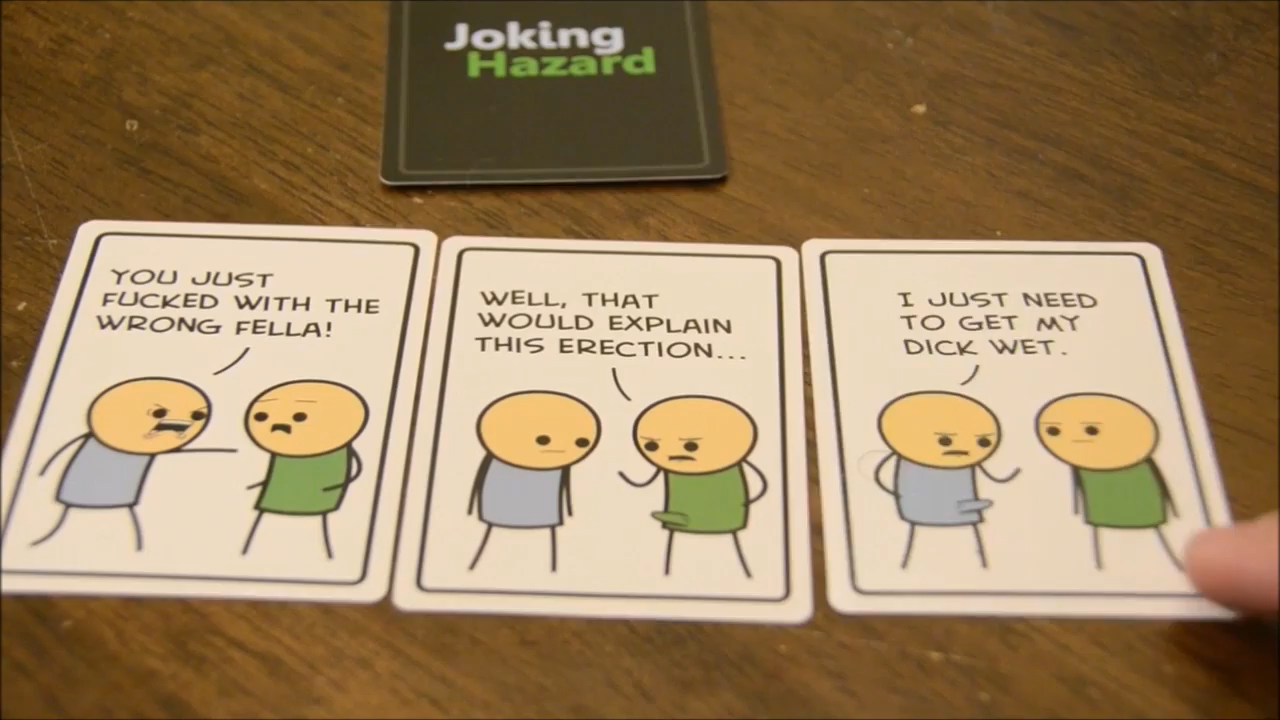 Joking
Hazard
YOU JUST
FUCKED WITH THE
WRONG FELLA!
WELL, THAT
WOULD EXPLAIN
THIS ERECTION...
I JUST NEED
TO GET MY
DICK WET.